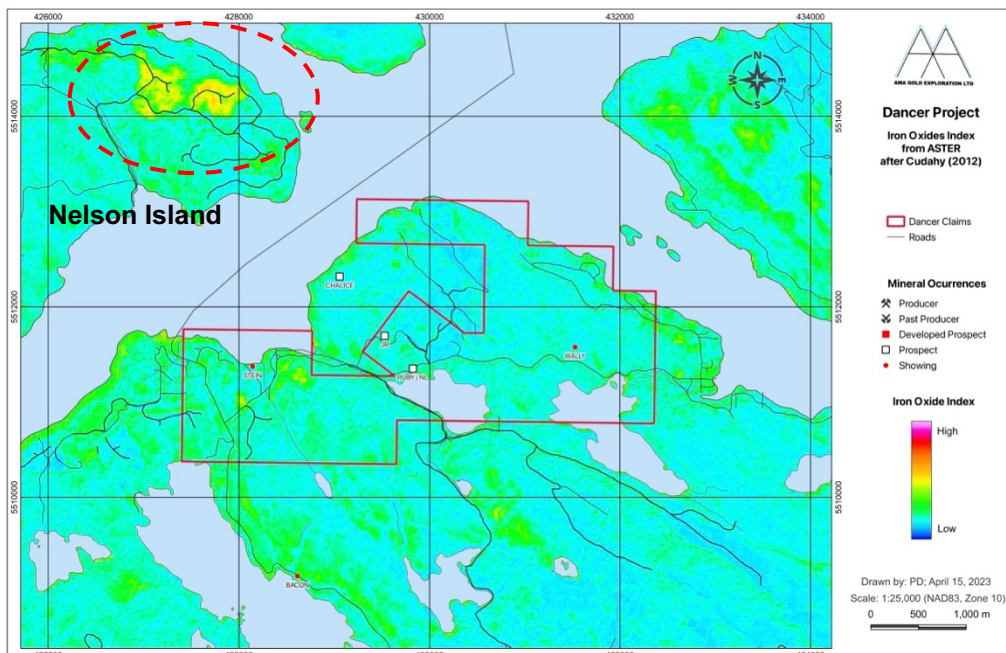 426000 428000 430000 432000 434000
5514000
5512000
5510000
Nelson Island
CHALICE
JR
RUBY / NL
WALLY
STEIN
BACON
N
W E
S
AMA GOLD EXPLORATION LTD
Dancer Project
Iron Oxides Index
from ASTER
after Cudahy (2012)
Dancer Claims
Roads
Mineral Ocurrences
Producer
Past Producer
Developed Prospect
Prospect
Showing
Iron Oxide Index
High
Low
Drawn by: PD; April 15, 2023
Scale: 1:25,000 (NAD83, Zone 10)
0 500 1,000 m